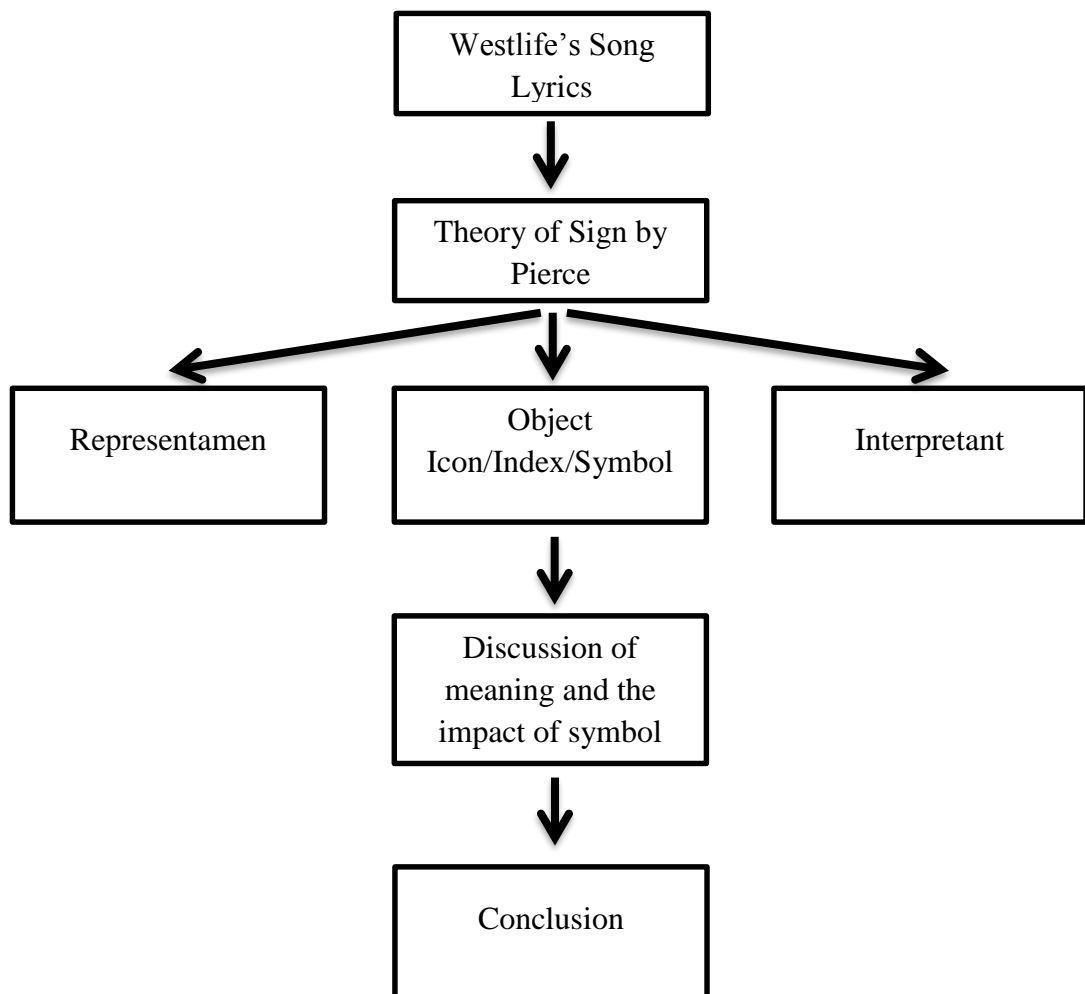 Westlife's Song
Lyrics
Theory of Sign by
Pierce
Representamen
Object
Icon/Index/Symbol
Interpretant
Discussion of
meaning and the
impact of symbol
Conclusion